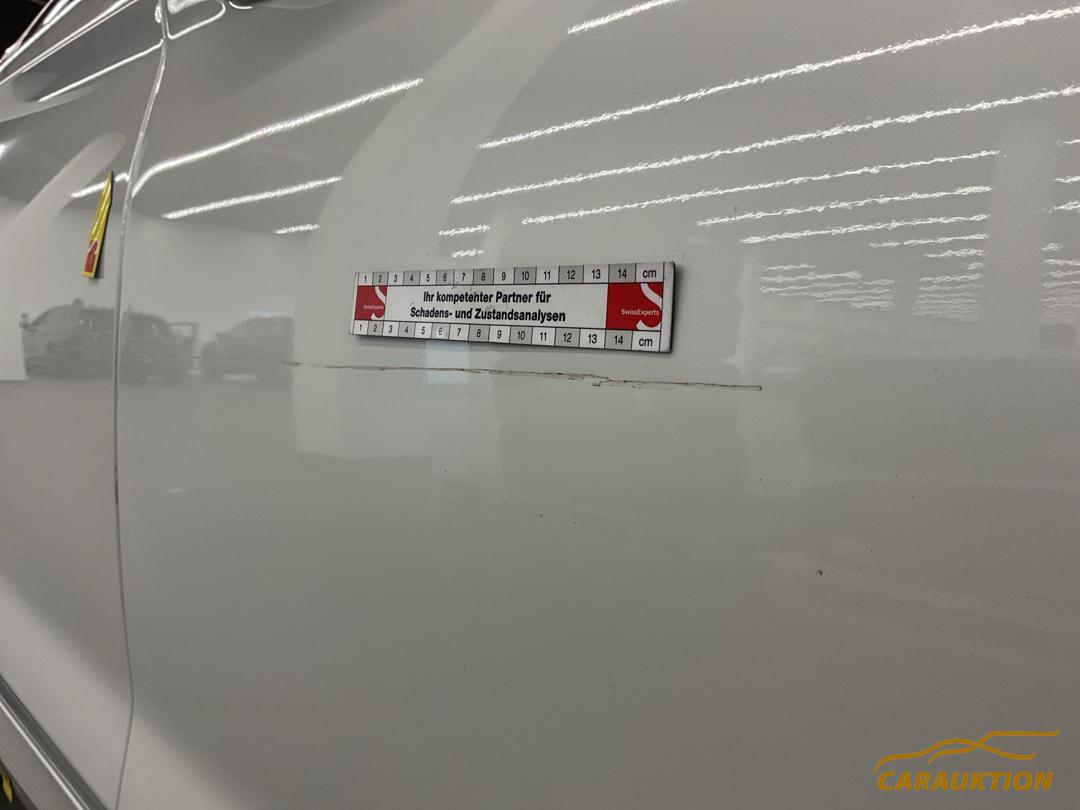 1 2 3 4 5 6 7 8 9 10 11 12 13 14 cm
Ihr kompetenter Partner für
Schadens- und Zustandsanalysen
SwissExperts
SwissExperts
1 2 3 4 5 6 7 8 9 10 11 12 13 14 cm
CARAUKTION